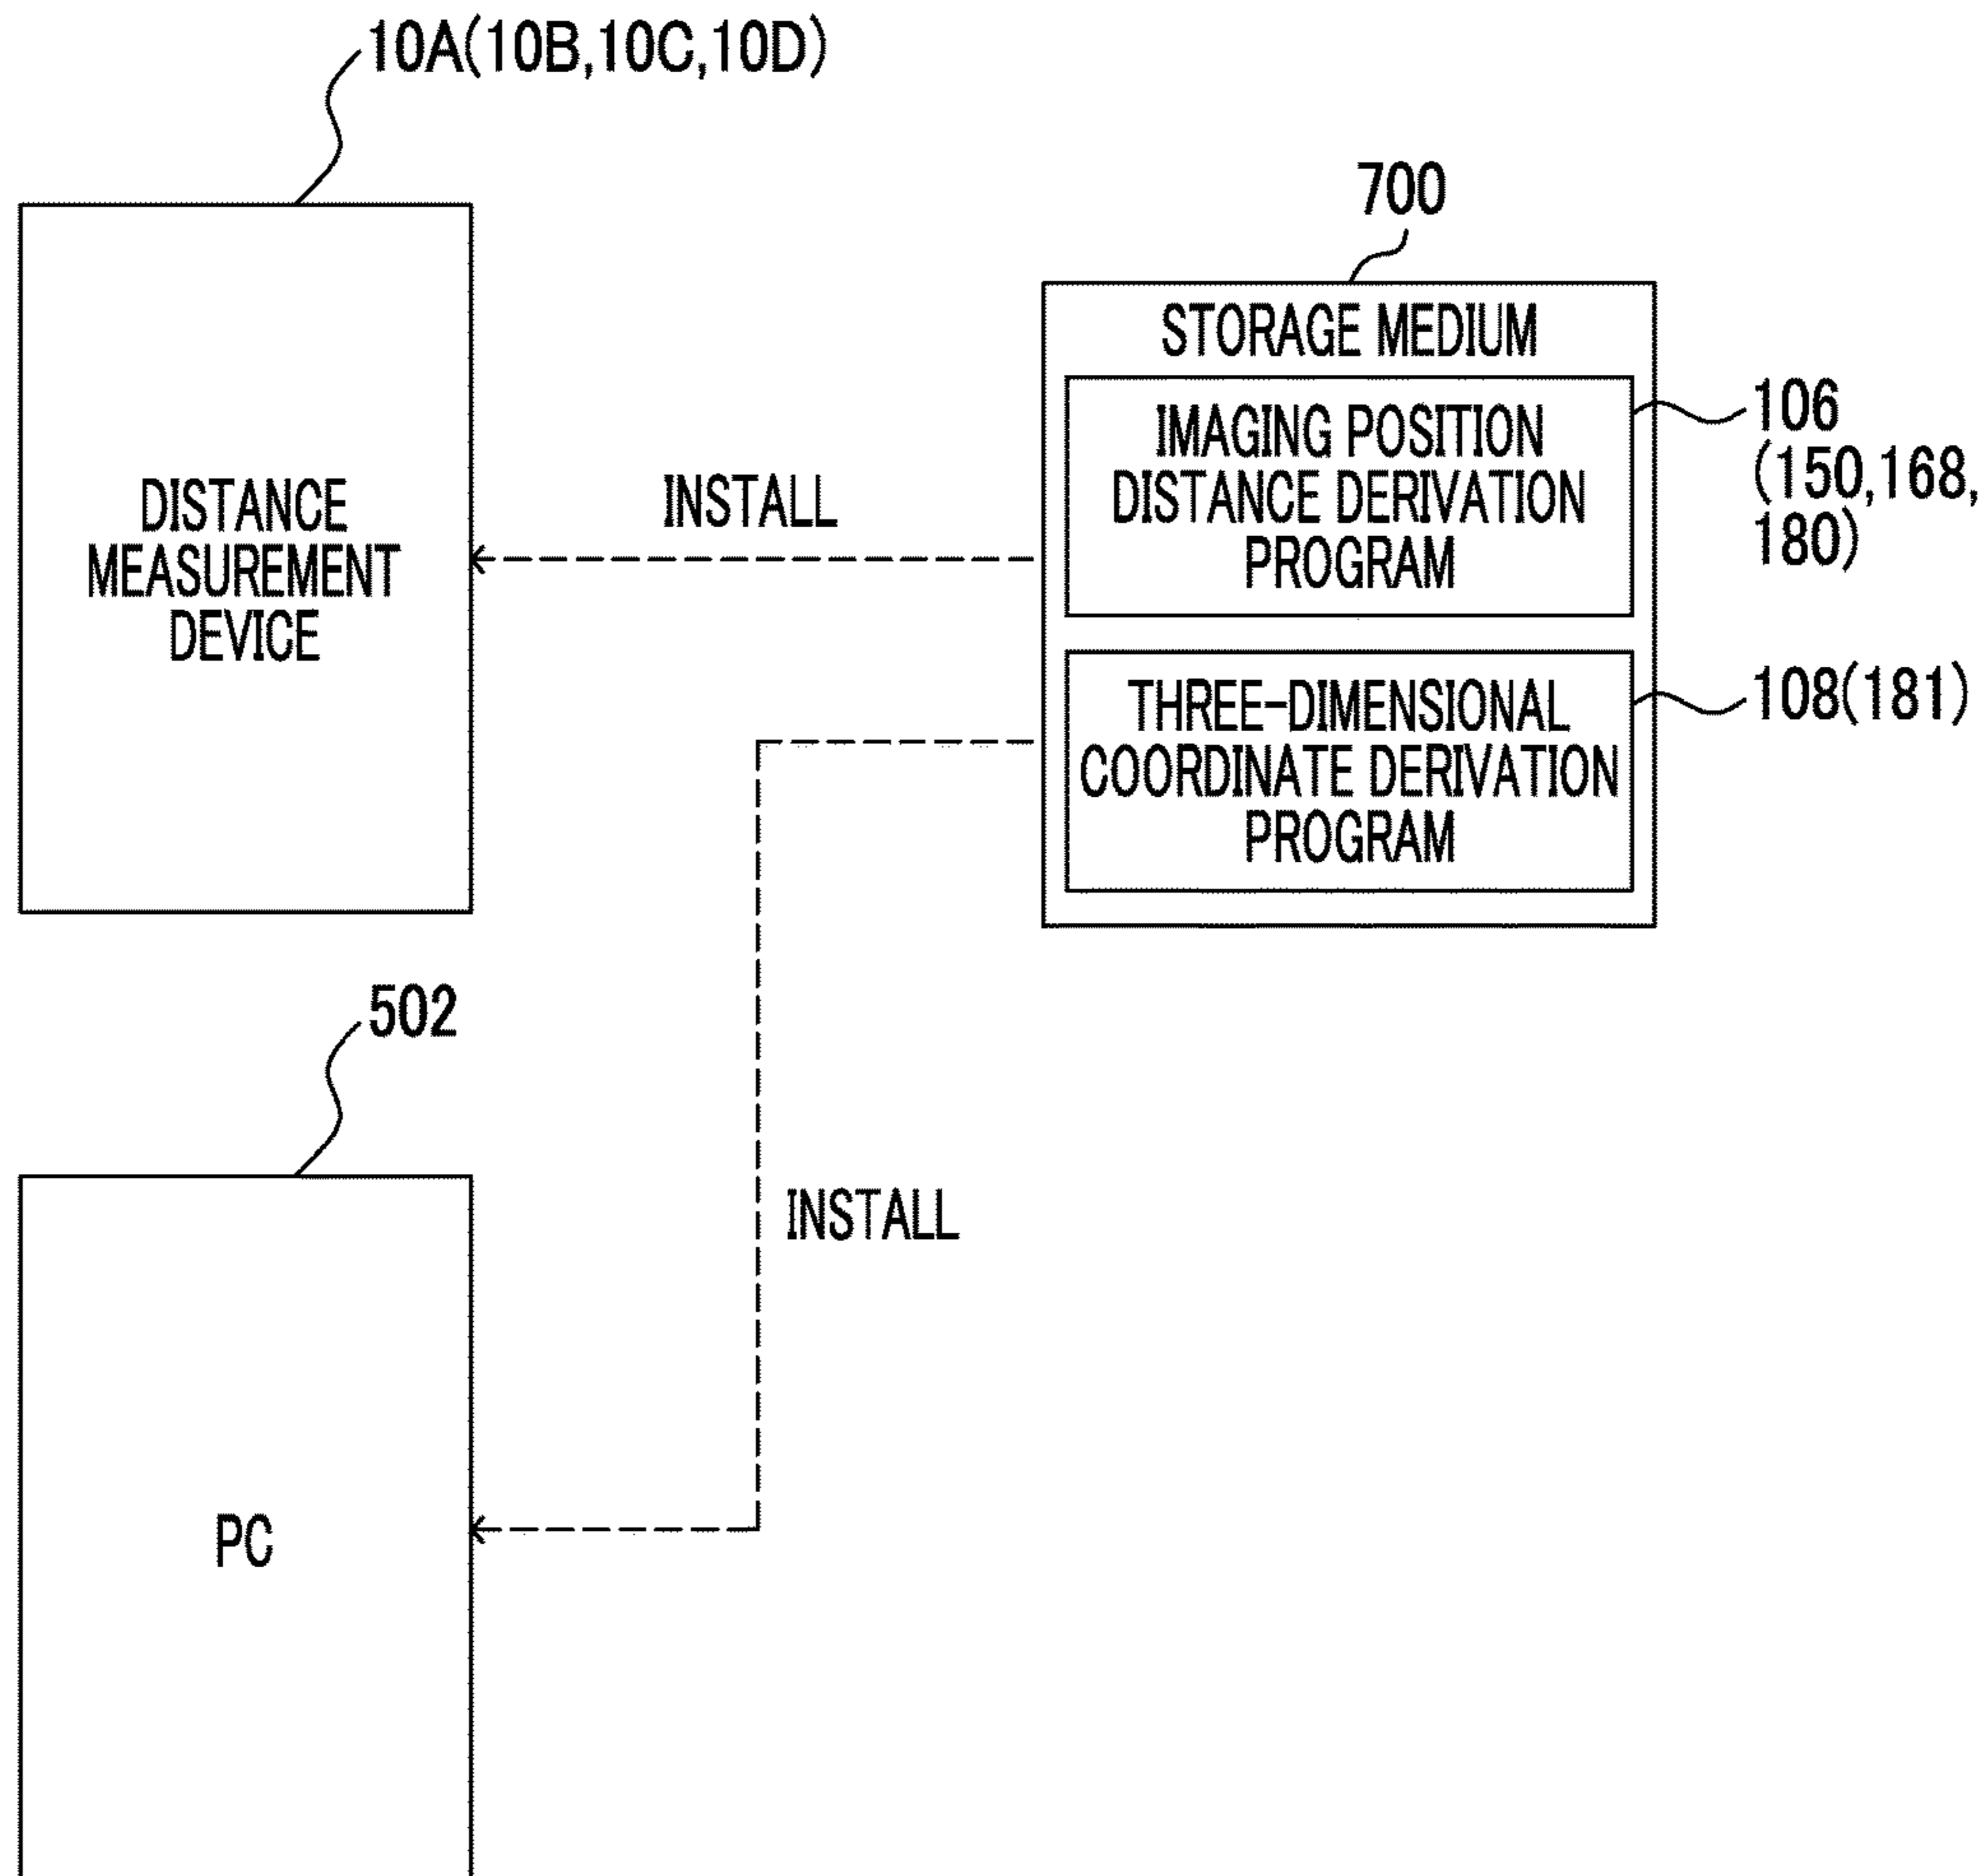 10A(10B,10C,10D)
DISTANCE
MEASUREMENT
DEVICE
INSTALL
700
STORAGE MEDIUM
IMAGING POSITION
DISTANCE DERIVATION
PROGRAM
106
(150,168,
180)
THREE-DIMENSIONAL
COORDINATE DERIVATION
PROGRAM
108(181)
502
PC
INSTALL